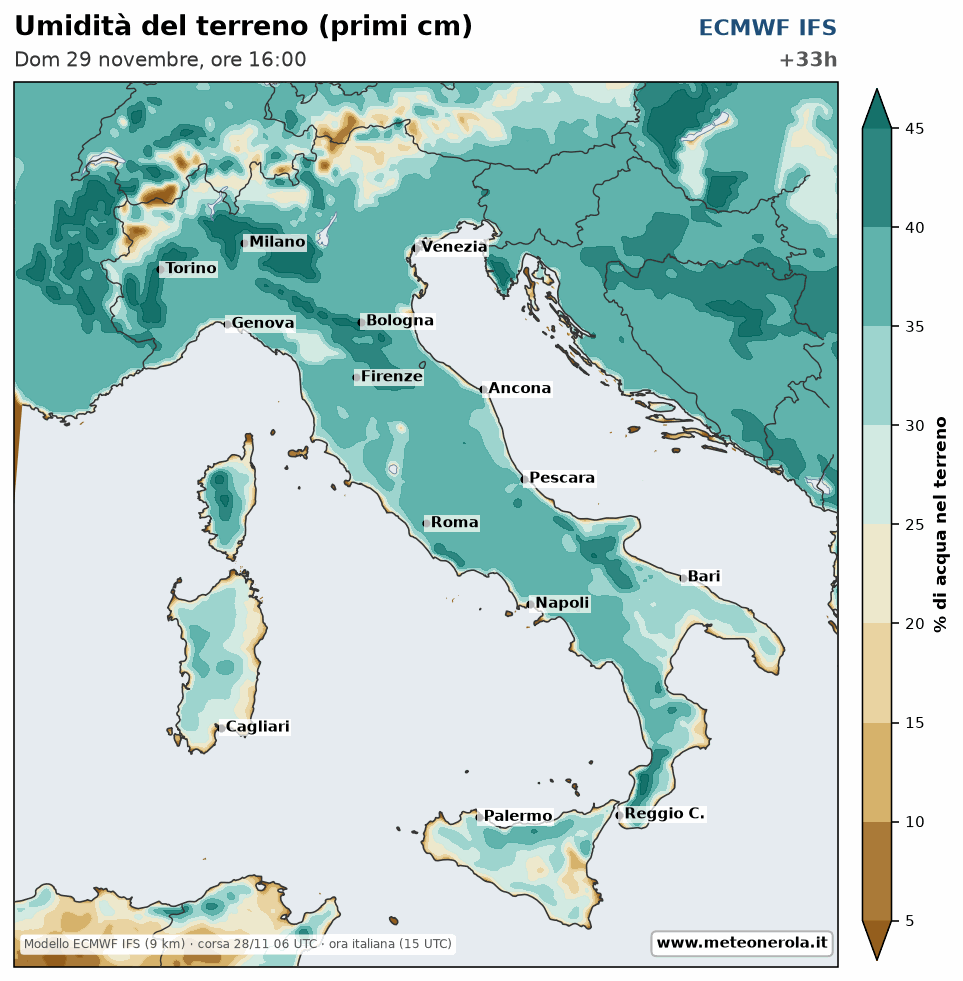 Umidità del terreno (primi cm)
ECMWF IFS
Dom 29 novembre, ore 16:00
+33h
Milano
Venezia
Torino
Genova
Bologna
Firenze
Ancona
Pescara
Roma
Bari
Napoli
Cagliari
Palermo
Reggio C.
45
40
35
30
25
20
15
10
5
% di acqua nel terreno
Modello ECMWF IFS (9 km) · corsa 28/11 06 UTC · ora italiana (15 UTC)
www.meteonerola.it